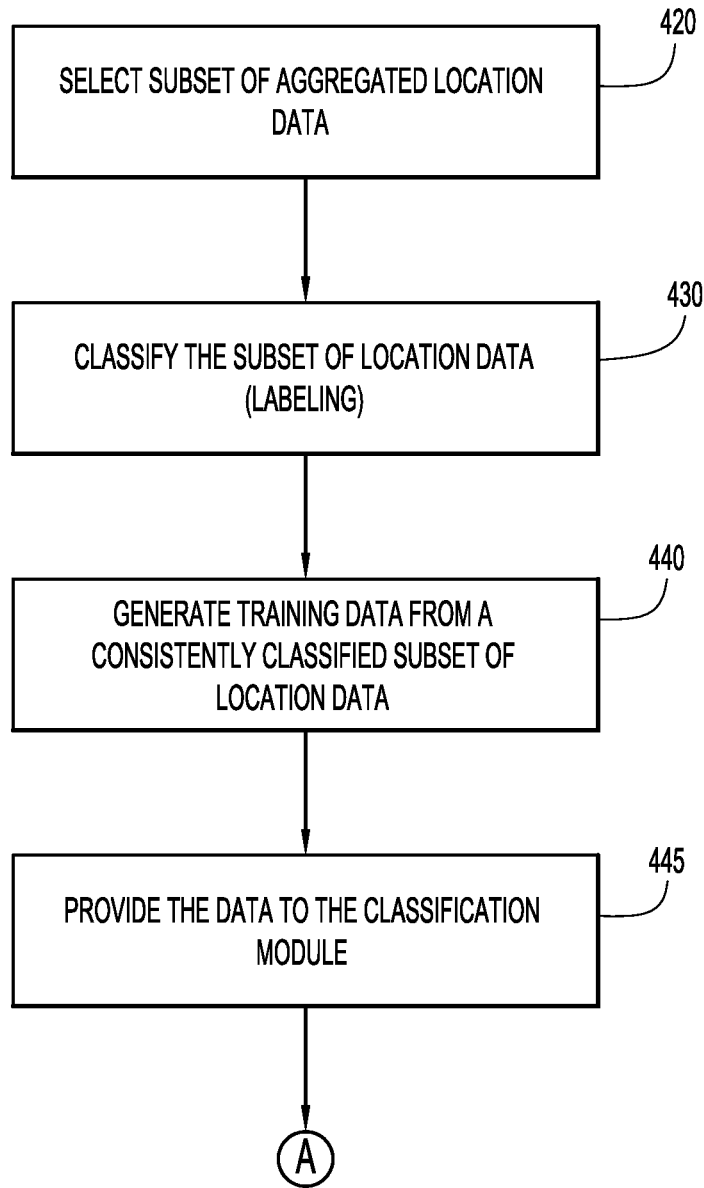 420
SELECT SUBSET OF AGGREGATED LOCATION
DATA
430
CLASSIFY THE SUBSET OF LOCATION DATA
(LABELING)
440
GENERATE TRAINING DATA FROM A
CONSISTENTLY CLASSIFIED SUBSET OF
LOCATION DATA
445
PROVIDE THE DATA TO THE CLASSIFICATION
MODULE
A